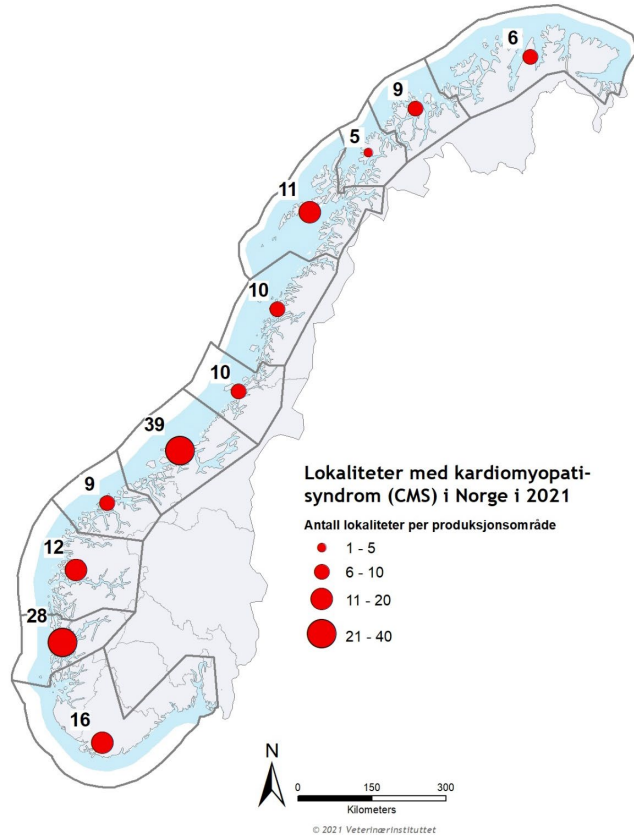 6
9
5
11
10
10
39
9
12
28
16
Lokaliteter med kardiomyopati-
syndrom (CMS) i Norge i 2021
Antall lokaliteter per produksjonsområde
1 - 5
6 - 10
11 - 20
21 - 40
N
0 150 300
Kilometers
© 2021 Veterinærinstituttet